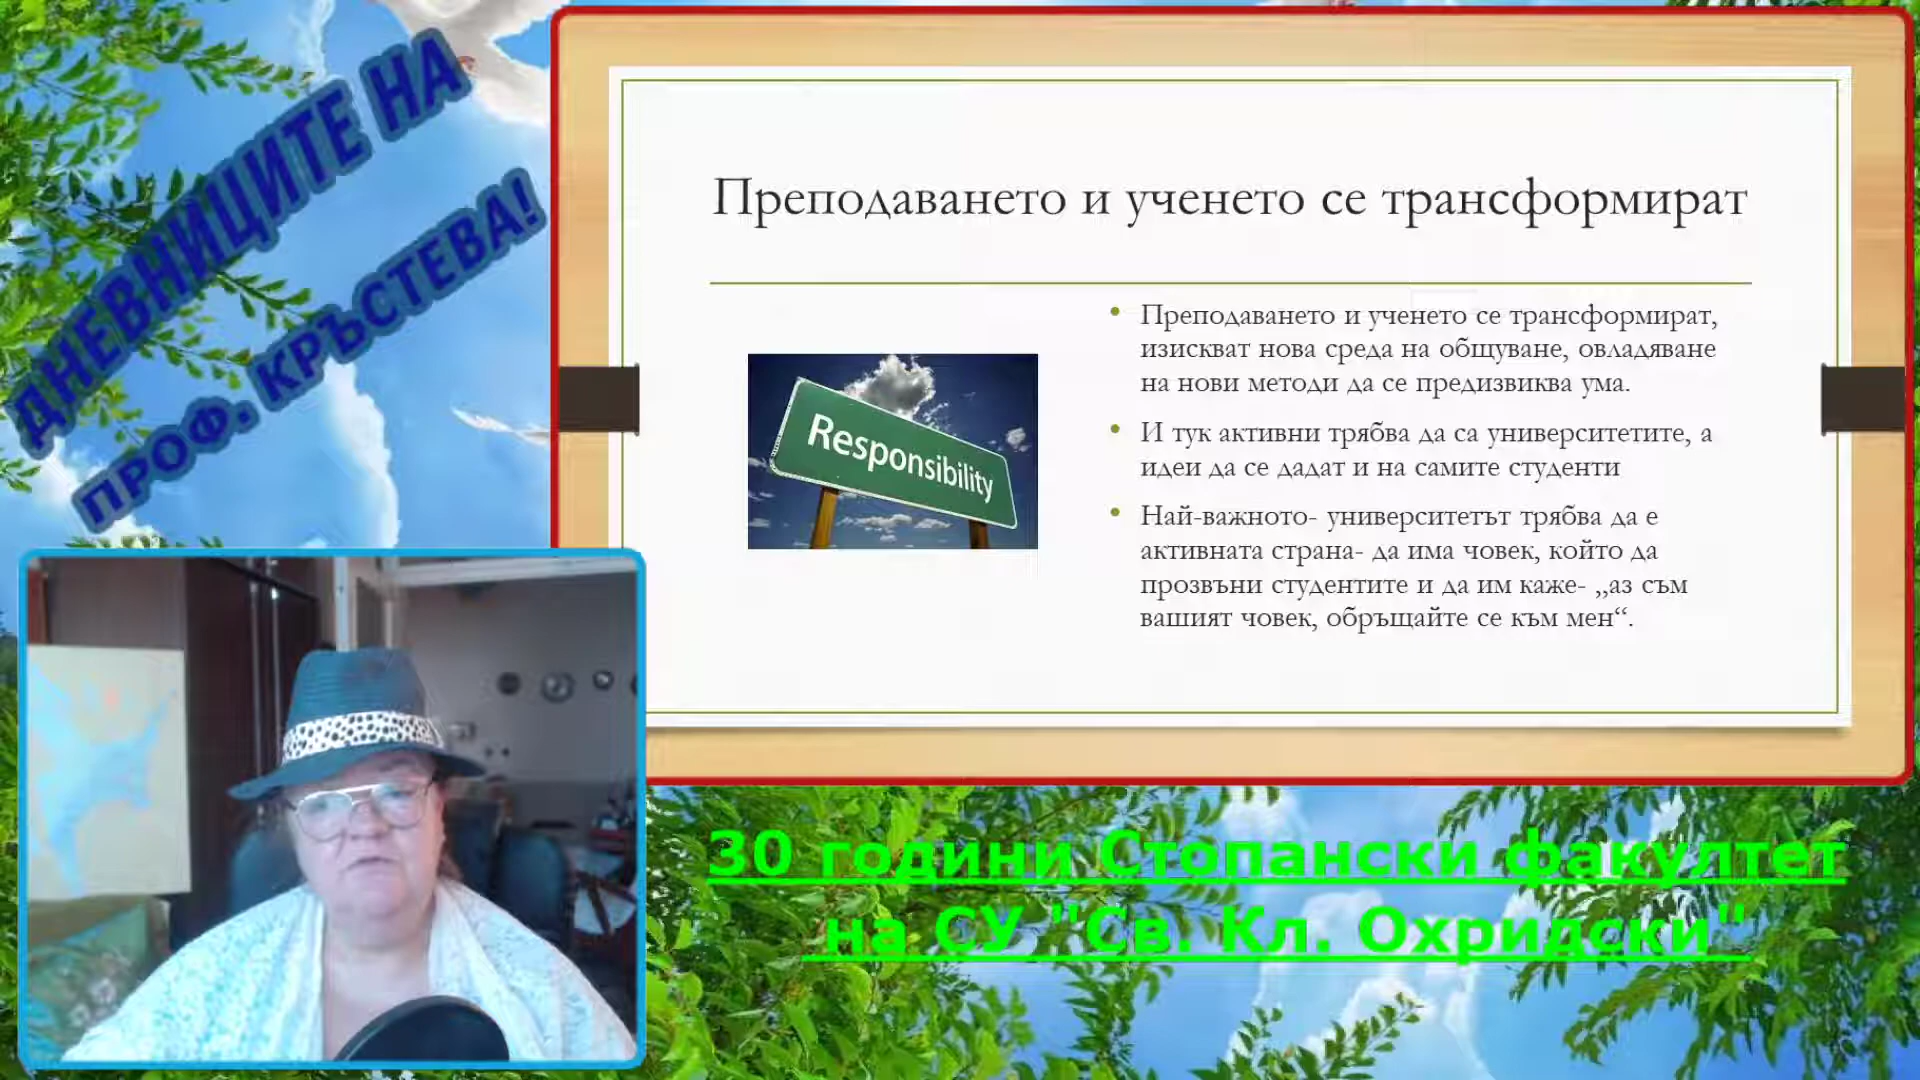 ДНЕВНИЦИТЕ НА
ПРОФ. КРЪСТЕВА!
Преподаването и ученето се трансформират
Responsibility
• Преподаването и ученето се трансформират,
изискват нова среда на общуване, овладяване
на нови методи да се предизвиква ума.
• И тук активни трябва да са университетите, а
идеи да се дадат и на самите студенти
• Най-важното- университетът трябва да е
активната страна- да има човек, който да
прозвъни студентите и да им каже- „аз съм
вашият човек, обръщайте се към мен“.
30 години Стопански факултет
на СУ "Св. Кл. Охридски"